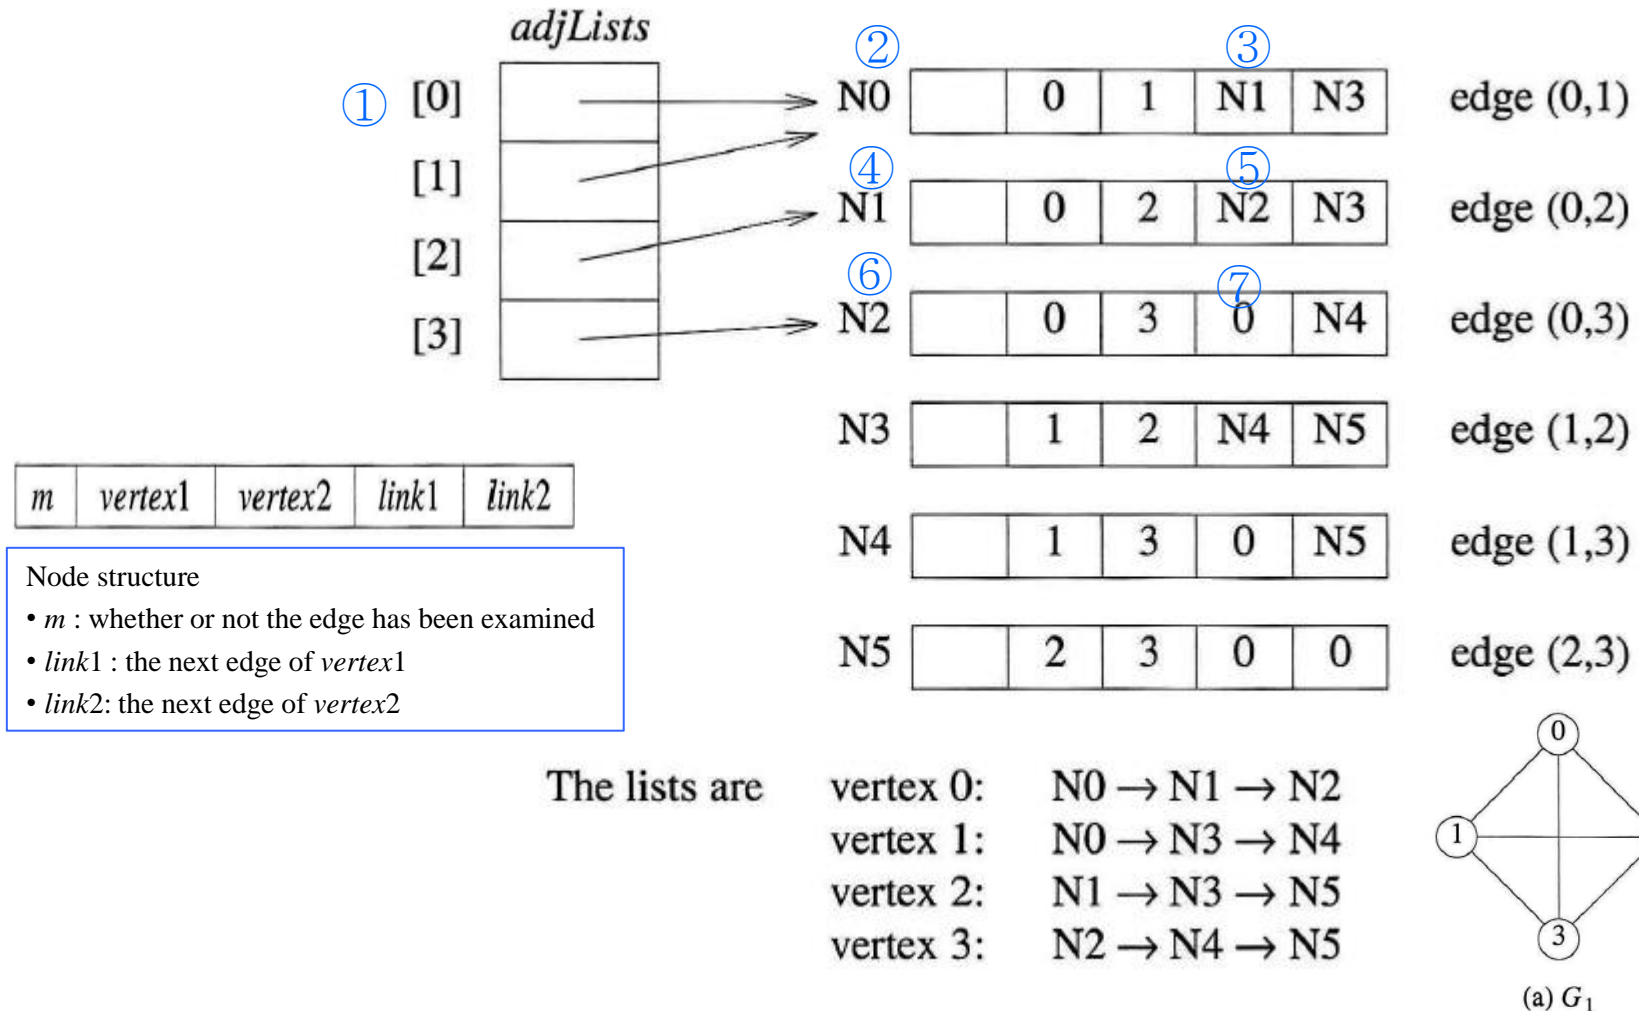 adjLists
② ③
① [0] N0 0 1 N1 N3 edge (0,1)
④ ⑤
[1]
N1 0 2 N2 N3 edge (0,2)
[2]
⑥ ⑦
[3] N2 0 3 0 N4 edge (0,3)
N3 1 2 N4 N5 edge (1,2)
m vertex1 vertex2 link1 link2
N4 1 3 0 N5 edge (1,3)
Node structure
• m : whether or not the edge has been examined
• link1 : the next edge of vertex1
• link2: the next edge of vertex2
N5 2 3 0 0 edge (2,3)
The lists are vertex 0: N0 → N1 → N2
vertex 1: N0 → N3 → N4
vertex 2: N1 → N3 → N5
vertex 3: N2 → N4 → N5
0
1
3
(a) G1